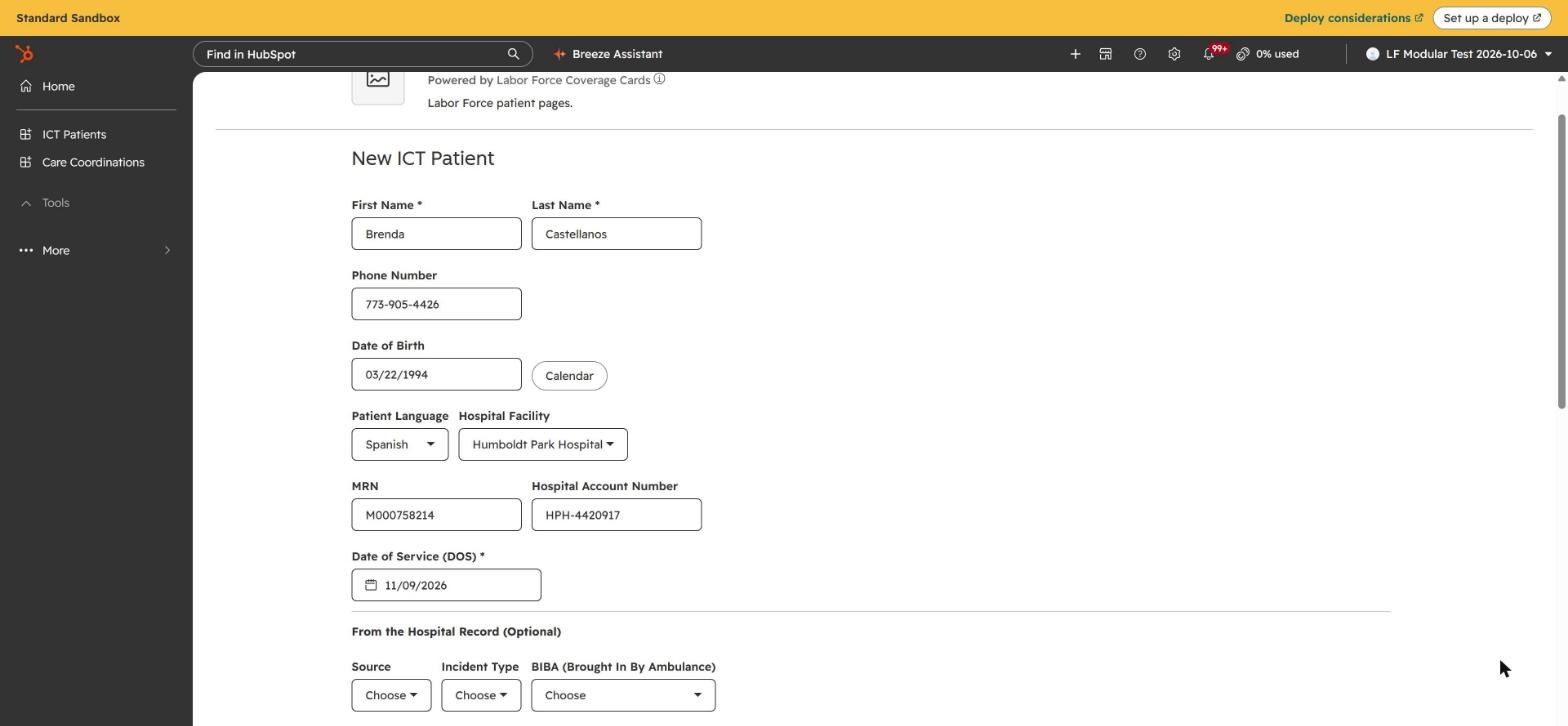 Standard Sandbox
Deploy considerations
Set up a deploy
Find in HubSpot
Breeze Assistant
99+
0% used
LF Modular Test 2026-10-06
Home
ICT Patients
Care Coordinations
Tools
More
Powered by Labor Force Coverage Cards
Labor Force patient pages.
New ICT Patient
First Name * Last Name *
Brenda Castellanos
Phone Number
773-905-4426
Date of Birth
03/22/1994 Calendar
Patient Language Hospital Facility
Spanish Humboldt Park Hospital
MRN Hospital Account Number
M000758214 HPH-4420917
Date of Service (DOS) *
11/09/2026
From the Hospital Record (Optional)
Source Incident Type BIBA (Brought In By Ambulance)
Choose Choose Choose